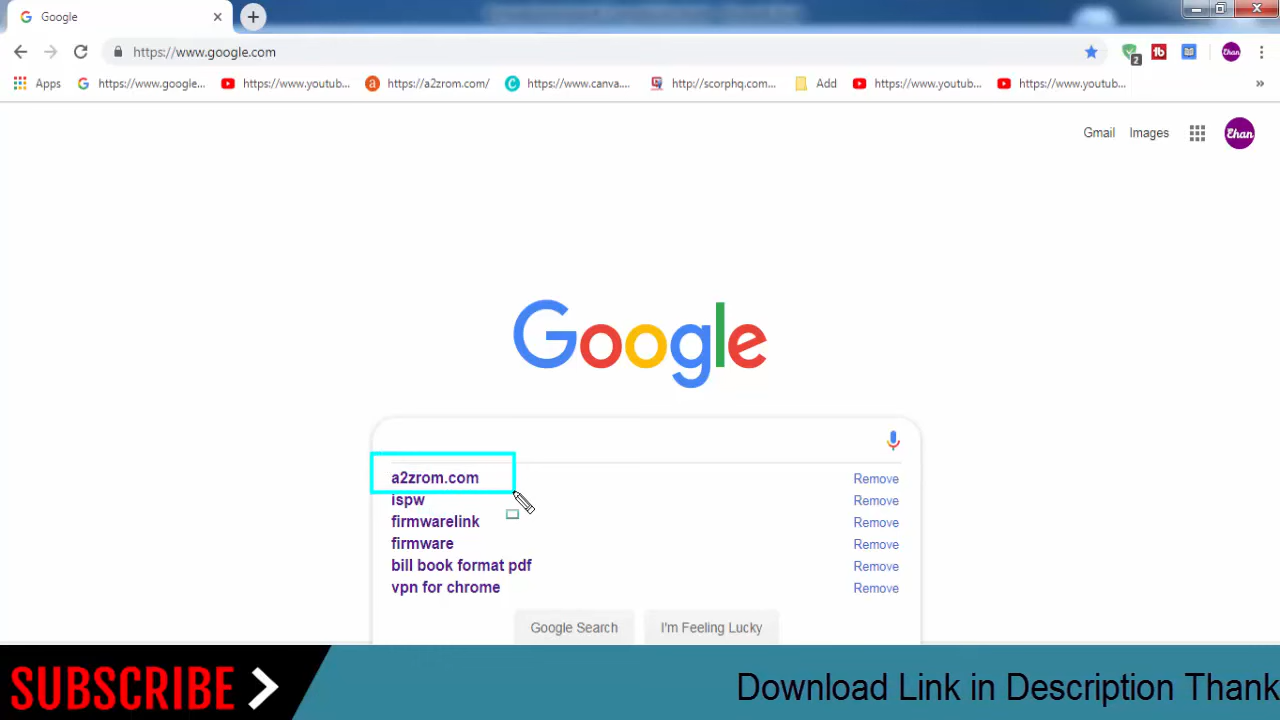 Google
https://www.google.com
2
Ehan
Apps
https://www.google...
https://www.youtub...
https://a2zrom.com/
https://www.canva....
http://scorphq.com...
Add
https://www.youtub...
https://www.youtub...
»
Gmail
Images
Ehan
Google
a2zrom.com
Remove
ispw
Remove
firmwarelink
Remove
firmware
Remove
bill book format pdf
Remove
vpn for chrome
Remove
Google Search
I'm Feeling Lucky
SUBSCRIBE
Download Link in Description Thank